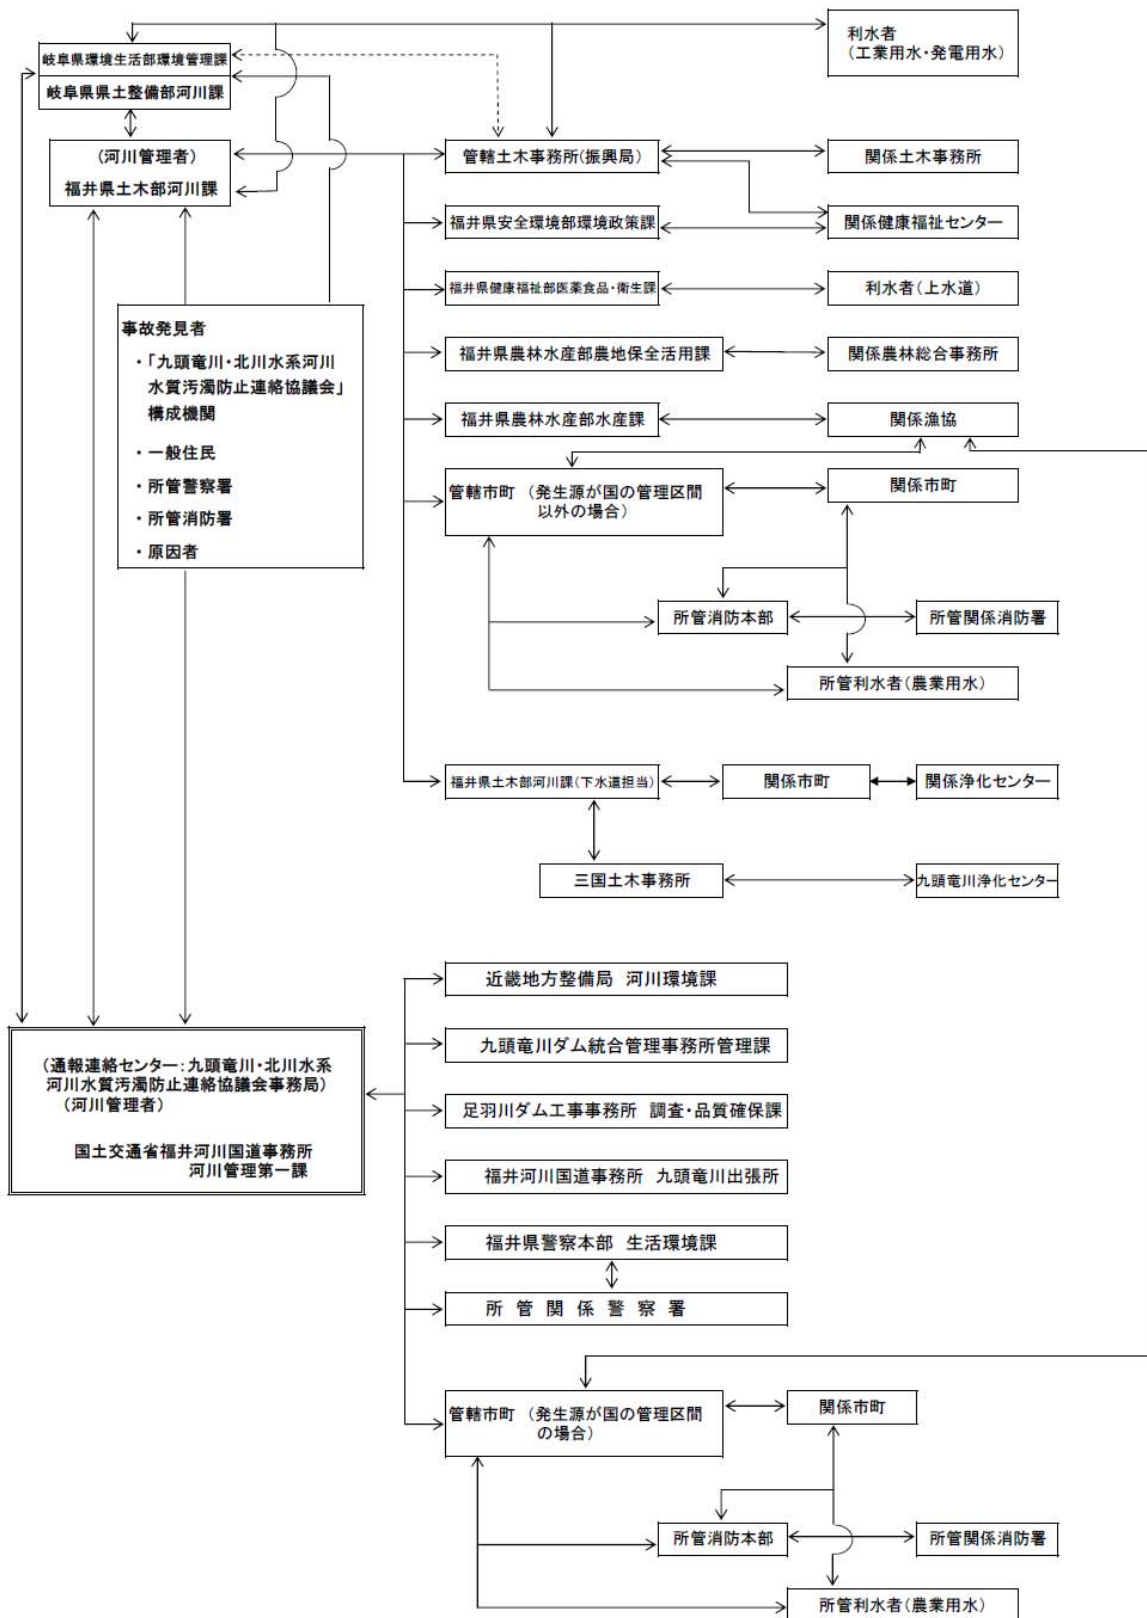 利水者
（工業用水・発電用水）
岐阜県環境生活部環境管理課
岐阜県県土整備部河川課
（河川管理者）
福井県土木部河川課
管轄土木事務所（振興局）
関係土木事務所
福井県安全環境部環境政策課
関係健康福祉センター
福井県健康福祉部医薬食品・衛生課
利水者（上水道）
事故発見者
・「九頭竜川・北川水系河川
水質汚濁防止連絡協議会」
構成機関
・一般住民
・所管警察署
・所管消防署
・原因者
福井県農林水産部農地保全活用課
関係農林総合事務所
福井県農林水産部水産課
関係漁協
管轄市町 （発生源が国の管理区間
以外の場合）
関係市町
所管消防本部
所管関係消防署
所管利水者（農業用水）
福井県土木部河川課（下水道担当）
関係市町
関係浄化センター
三国土木事務所
九頭竜川浄化センター
近畿地方整備局 河川環境課
（通報連絡センター：九頭竜川・北川水系
河川水質汚濁防止連絡協議会事務局）
（河川管理者）
国土交通省福井河川国道事務所
河川管理第一課
九頭竜川ダム統合管理事務所管理課
足羽川ダム工事事務所 調査・品質確保課
福井河川国道事務所 九頭竜川出張所
福井県警察本部 生活環境課
所 管 関 係 警 察 署
管轄市町 （発生源が国の管理区間
の場合）
関係市町
所管消防本部
所管関係消防署
所管利水者（農業用水）